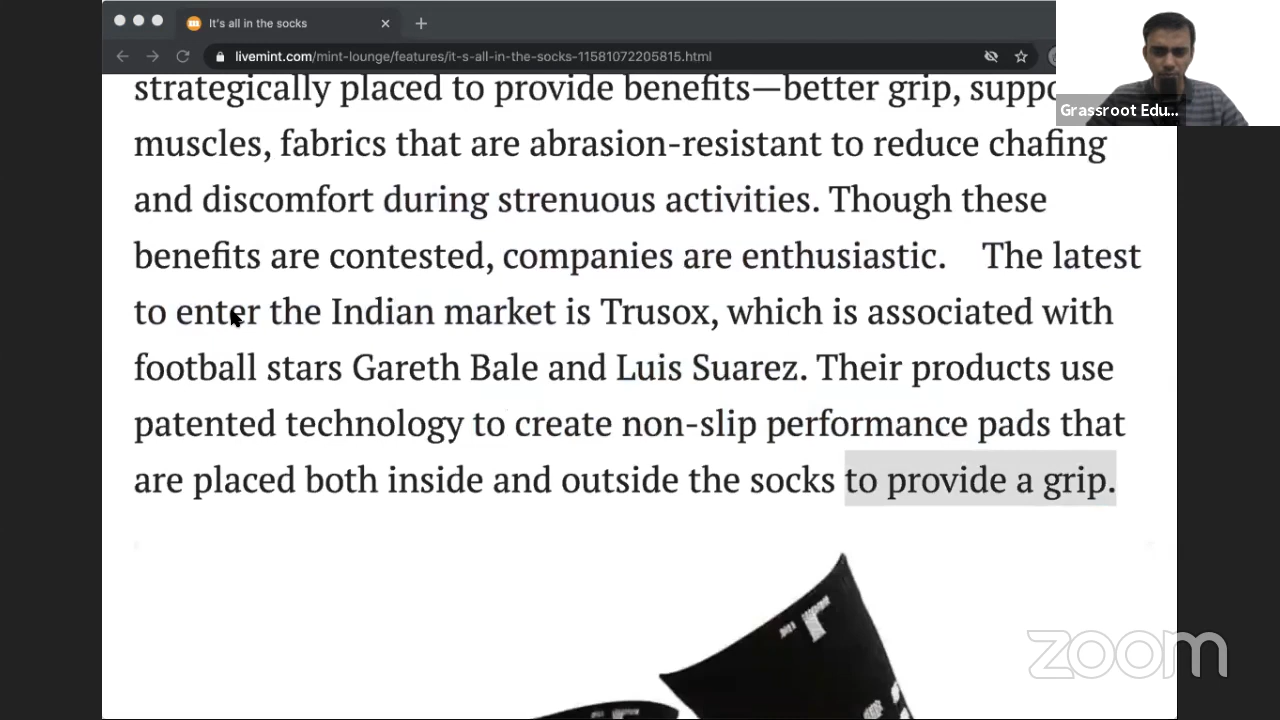 It's all in the socks
livemint.com/mint-lounge/features/it-s-all-in-the-socks-11581072205815.html
Grassroot Edu...
strategically placed to provide benefits—better grip,
muscles, fabrics that are abrasion-resistant to reduce chafing
and discomfort during strenuous activities. Though these
benefits are contested, companies are enthusiastic. The latest
to enter the Indian market is Trusox, which is associated with
football stars Gareth Bale and Luis Suarez. Their products use
patented technology to create non-slip performance pads that
are placed both inside and outside the socks to provide a grip.
zoom